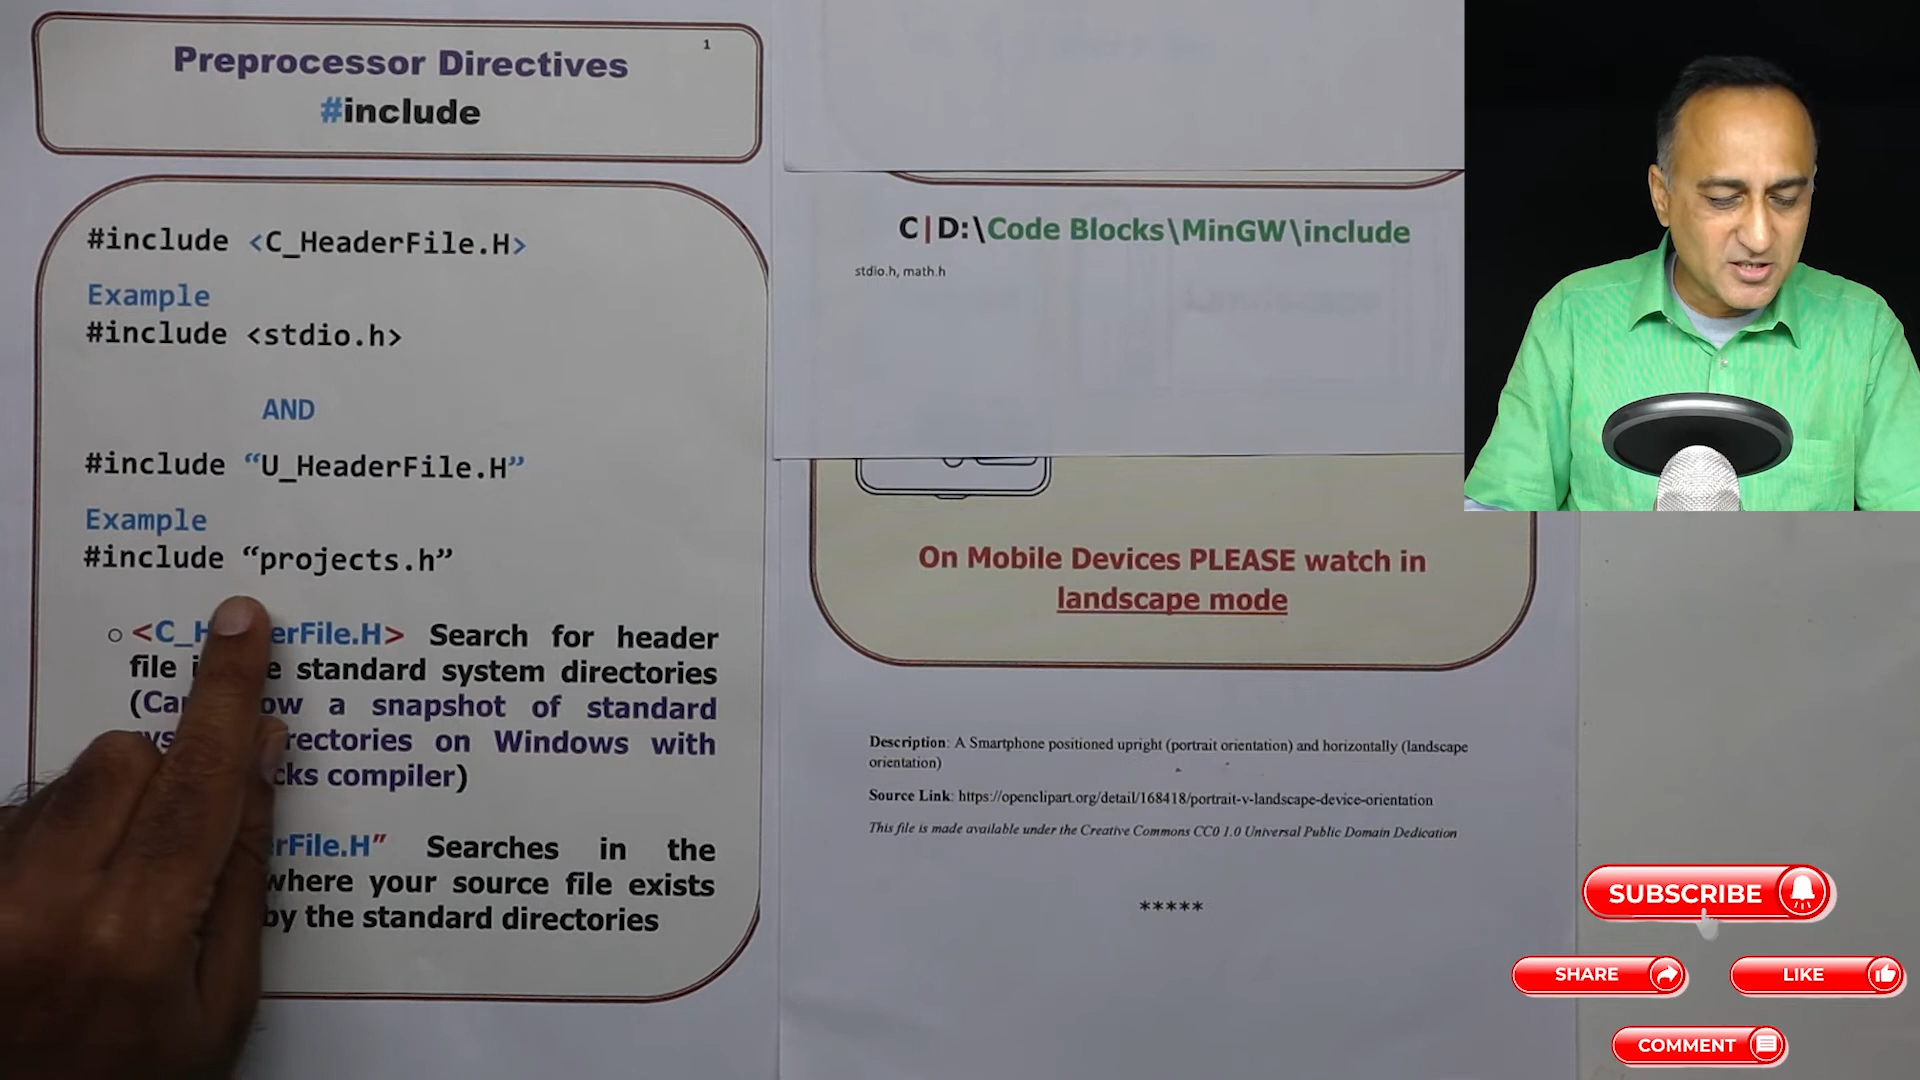 Preprocessor Directives
1
#include
#include <C_HeaderFile.H>
Example
#include <stdio.h>
AND
#include “U_HeaderFile.H”
Example
#include “projects.h”
○ <C_H erFile.H> Search for header
file standard system directories
( ow a snapshot of standard
rectories on Windows with
cks compiler)
rFile.H” Searches in the
where your source file exists
by the standard directories
C|D:\Code Blocks\MinGW\include
stdio.h, math.h
On Mobile Devices PLEASE watch in
landscape mode
Description: A Smartphone positioned upright (portrait orientation) and horizontally (landscape
orientation)
Source Link: https://openclipart.org/detail/168418/portrait-v-landscape-device-orientation
This file is made available under the Creative Commons CC0 1.0 Universal Public Domain Dedication
*****
SUBSCRIBE
SHARE
LIKE
COMMENT